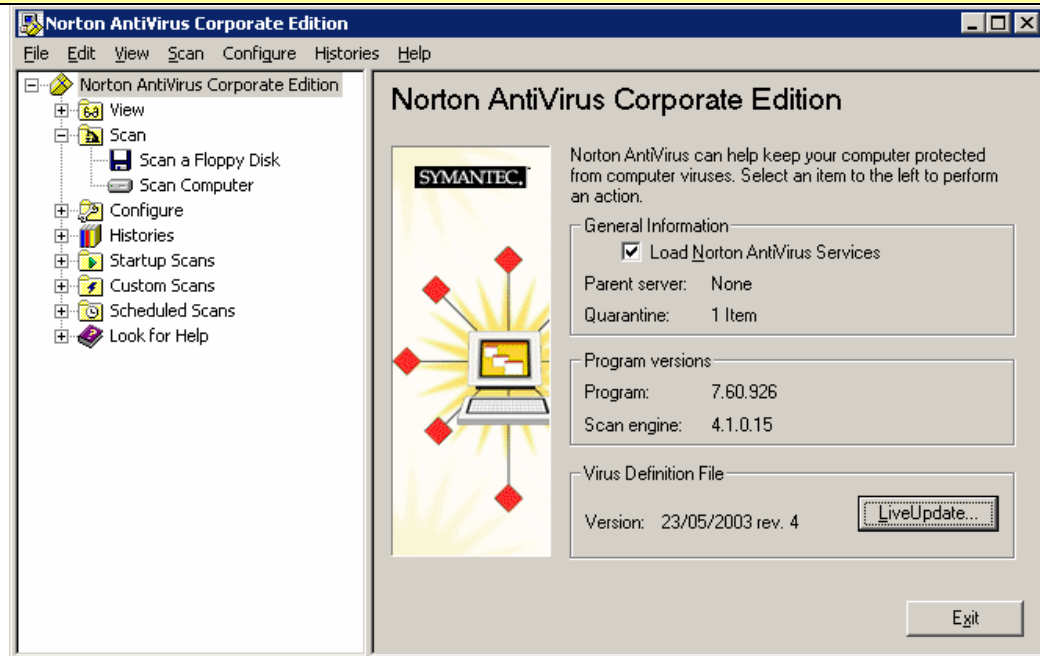 Norton AntiVirus Corporate Edition
File Edit View Scan Configure Histories Help
Norton AntiVirus Corporate Edition
View
Scan
Scan a Floppy Disk
Scan Computer
Configure
Histories
Startup Scans
Custom Scans
Scheduled Scans
Look for Help
Norton AntiVirus Corporate Edition
SYMANTEC.
Norton AntiVirus can help keep your computer protected
from computer viruses. Select an item to the left to perform
an action.
General Information
Load Norton AntiVirus Services
Parent server: None
Quarantine: 1 Item
Program versions
Program: 7.60.926
Scan engine: 4.1.0.15
Virus Definition File
Version: 23/05/2003 rev. 4
LiveUpdate...
Exit